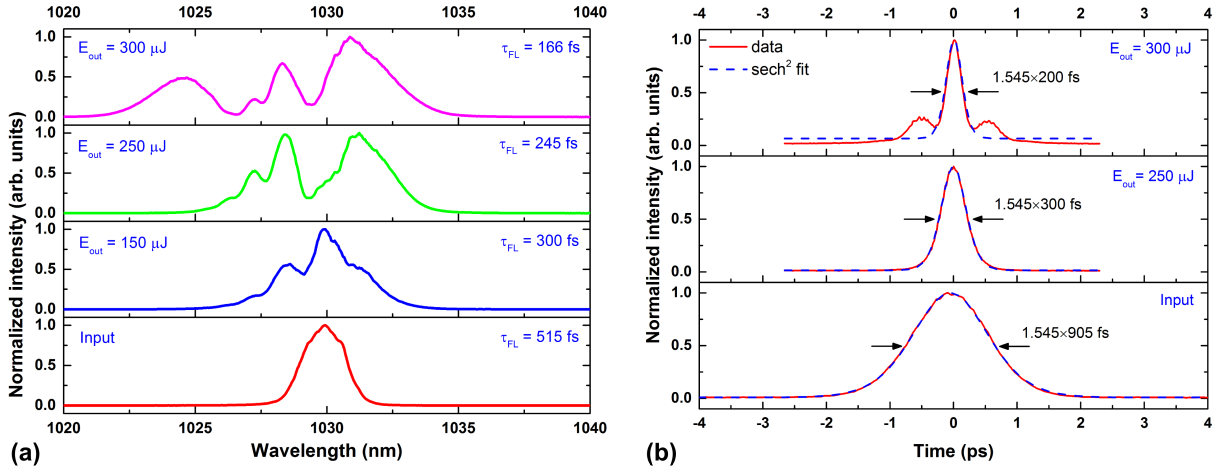 1020 1025 1030 1035 1040
E_out = 300 μJ
τ_FL = 166 fs
1.0
0.5
0.0
E_out = 250 μJ
τ_FL = 245 fs
1.0
0.5
0.0
E_out = 150 μJ
τ_FL = 300 fs
1.0
0.5
0.0
Input
τ_FL = 515 fs
1.0
0.5
0.0
1020 1025 1030 1035 1040
Normalized intensity (arb. units)
Wavelength (nm)
(a)
-4 -3 -2 -1 0 1 2 3 4
data
sech² fit
E_out= 300 μJ
1.545×200 fs
1.0
0.5
0.0
E_out= 250 μJ
1.545×300 fs
1.0
0.5
0.0
Input
1.545×905 fs
1.0
0.5
0.0
-4 -3 -2 -1 0 1 2 3 4
Normalized intensity (arb. units)
Time (ps)
(b)